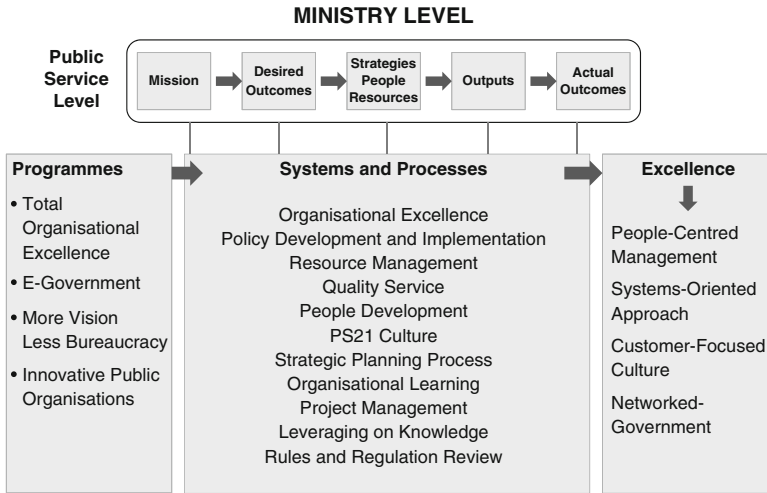 MINISTRY LEVEL
Public
Service
Level
Mission
Desired
Outcomes
Strategies
People
Resources
Outputs
Actual
Outcomes
Programmes
• Total
Organisational
Excellence
• E-Government
• More Vision
Less Bureaucracy
• Innovative Public
Organisations
Systems and Processes
Organisational Excellence
Policy Development and Implementation
Resource Management
Quality Service
People Development
PS21 Culture
Strategic Planning Process
Organisational Learning
Project Management
Leveraging on Knowledge
Rules and Regulation Review
Excellence
People-Centred
Management
Systems-Oriented
Approach
Customer-Focused
Culture
Networked-
Government